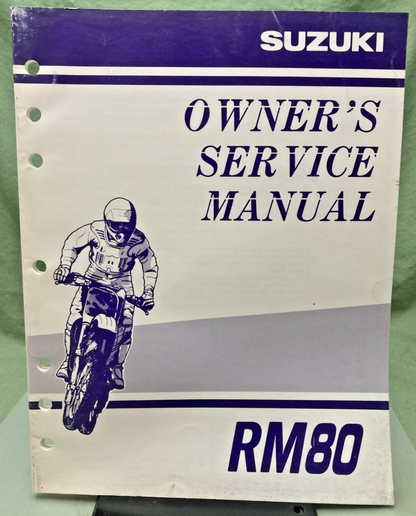 SUZUKI
OWNER'S
SERVICE
MANUAL
RM80